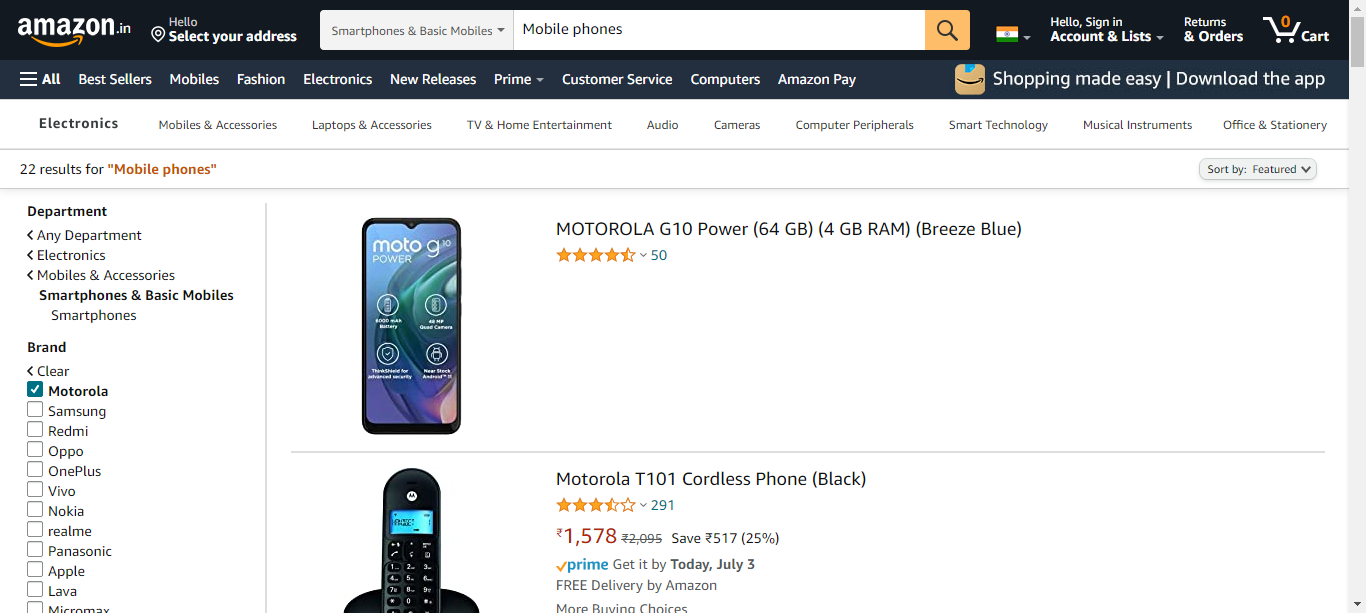 amazon.in
Hello
Select your address
Smartphones & Basic Mobiles
Mobile phones
Hello, Sign in
Account & Lists
Returns
& Orders
0
Cart
All
Best Sellers
Mobiles
Fashion
Electronics
New Releases
Prime
Customer Service
Computers
Amazon Pay
Shopping made easy | Download the app
Electronics
Mobiles & Accessories
Laptops & Accessories
TV & Home Entertainment
Audio
Cameras
Computer Peripherals
Smart Technology
Musical Instruments
Office & Stationery
22 results for "Mobile phones"
Sort by: Featured
Department
Any Department
Electronics
Mobiles & Accessories
Smartphones & Basic Mobiles
Smartphones
Brand
Clear
Motorola
Samsung
Redmi
Oppo
OnePlus
Vivo
Nokia
realme
Panasonic
Apple
Lava
Micromax
moto g10
POWER
6000 mAh
Battery
48 MP
Quad Camera
ThinkShield for
advanced security
Near Stock
Android™ 11
MOTOROLA G10 Power (64 GB) (4 GB RAM) (Breeze Blue)
50
Motorola T101 Cordless Phone (Black)
291
₹1,578 ₹2,095 Save ₹517 (25%)
prime Get it by Today, July 3
FREE Delivery by Amazon
More Buying Choices